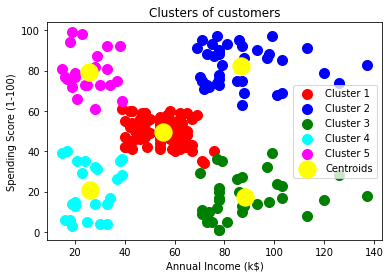 Clusters of customers
100
80
60
40
20
0
Spending Score (1-100)
Cluster 1
Cluster 2
Cluster 3
Cluster 4
Cluster 5
Centroids
20 40 60 80 100 120 140
Annual Income (k$)